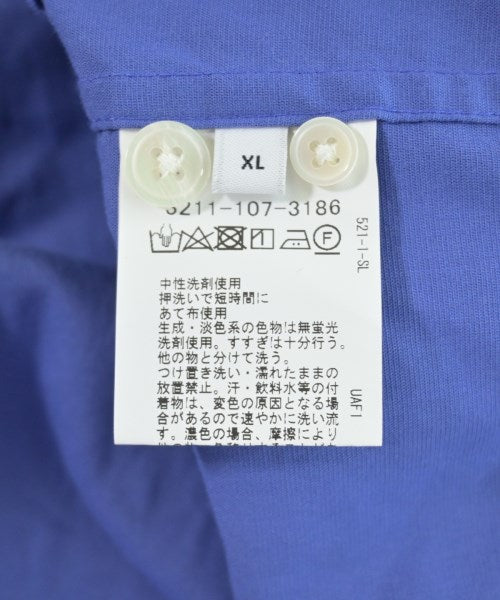 XL
5211-107-3186
521-1-SL
中性洗剤使用
押洗いで短時間に
あて布使用
生成・淡色系の色物は無蛍光
洗剤使用。すすぎは十分行う。
他の物と分けて洗う。
つけ置き洗い・濡れたままの
放置禁止。汗・飲料水等の付
着物は、変色の原因となる場
合があるので速やかに洗い流
す。濃色の場合、摩擦により
UAF1